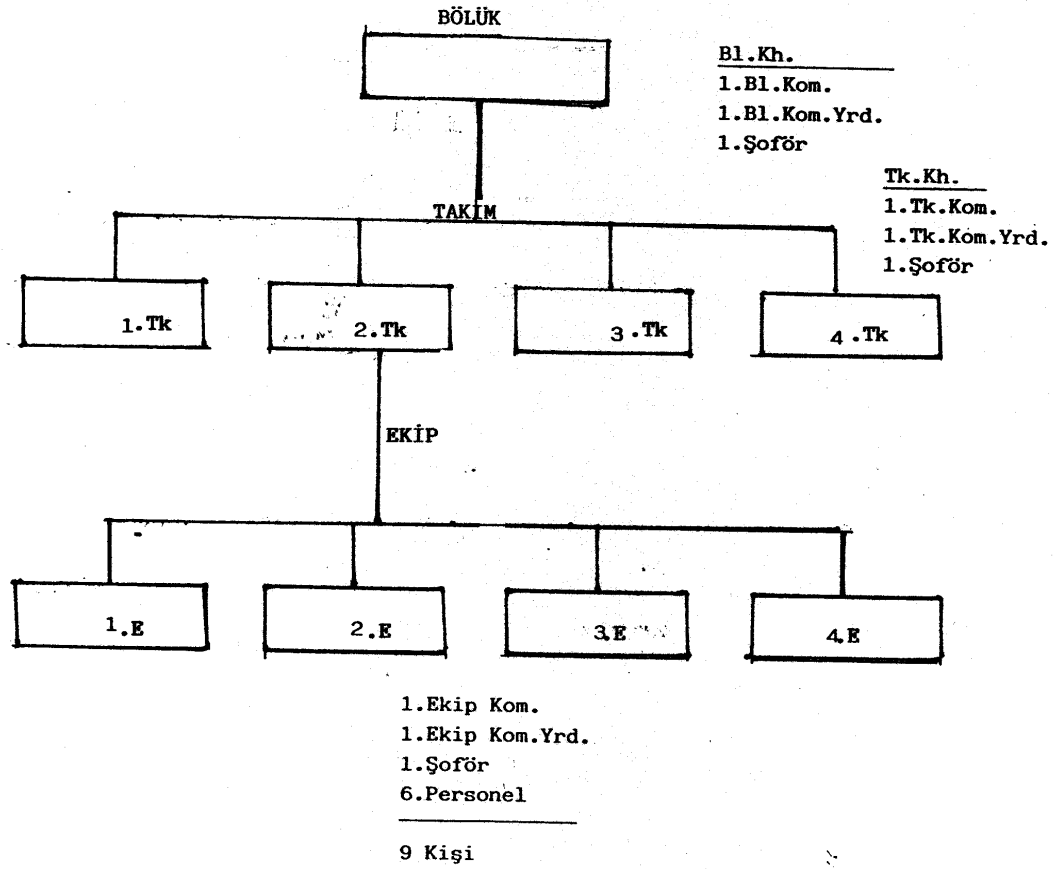 BÖLÜK
Bl.Kh.
1.Bl.Kom.
1.Bl.Kom.Yrd.
1.Şoför
Tk.Kh.
1.Tk.Kom.
1.Tk.Kom.Yrd.
1.Şoför
TAKIM
1.Tk
2.Tk
3.Tk
4.Tk
EKİP
1.E
2.E
3.E
4.E
1.Ekip Kom.
1.Ekip Kom.Yrd.
1.Şoför
6.Personel
9 Kişi